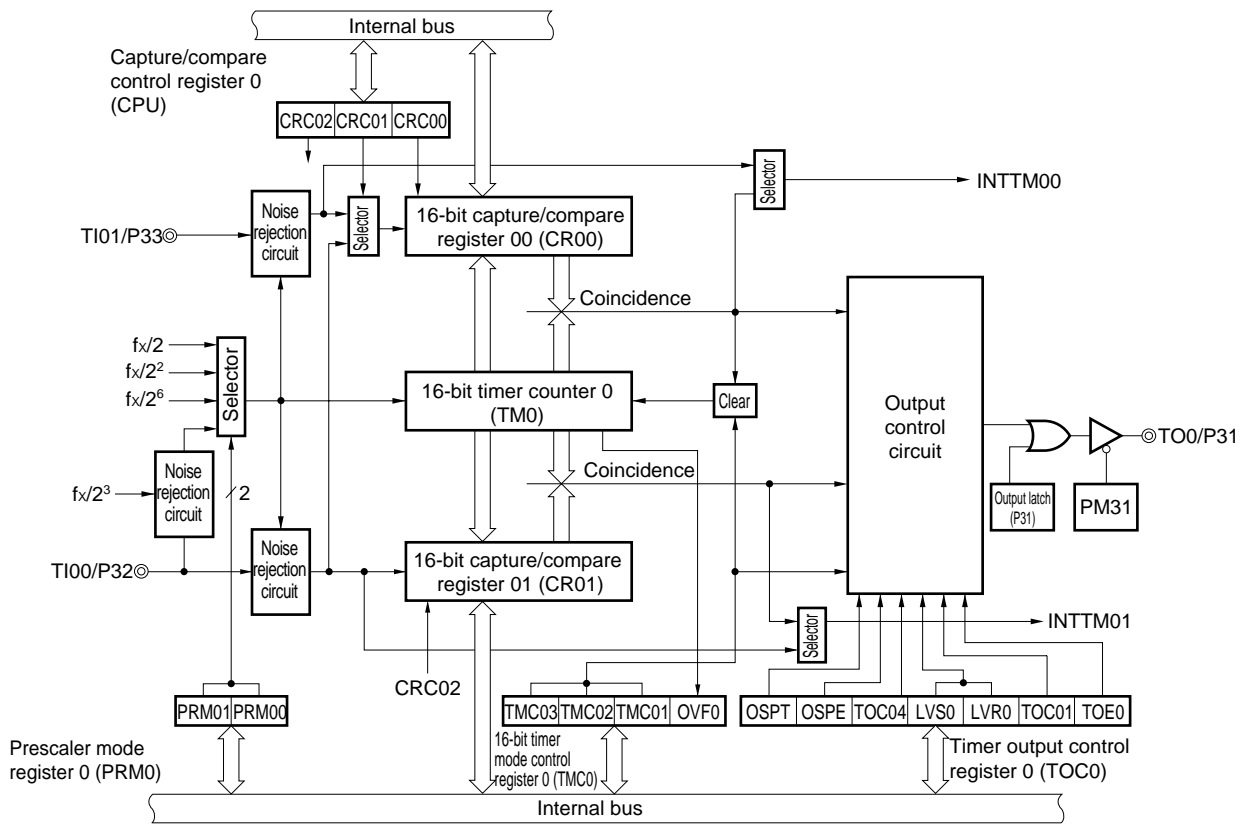 Internal bus
Capture/compare
control register 0
(CPU)
CRC02 CRC01 CRC00
Selector
INTTM00
Noise
rejection
circuit
Selector
16-bit capture/compare
register 00 (CR00)
TI01/P33
Coincidence
fx/2
fx/2²
fx/2⁶
Selector
16-bit timer counter 0
(TM0)
Clear
Output
control
circuit
TO0/P31
Noise
rejection
circuit
fx/2³
2
Coincidence
Output latch
(P31)
PM31
TI00/P32
Noise
rejection
circuit
16-bit capture/compare
register 01 (CR01)
Selector
INTTM01
CRC02
PRM01 PRM00
TMC03 TMC02 TMC01 OVF0
OSPT OSPE TOC04 LVS0 LVR0 TOC01 TOE0
Prescaler mode
register 0 (PRM0)
16-bit timer
mode control
register 0 (TMC0)
Timer output control
register 0 (TOC0)
Internal bus